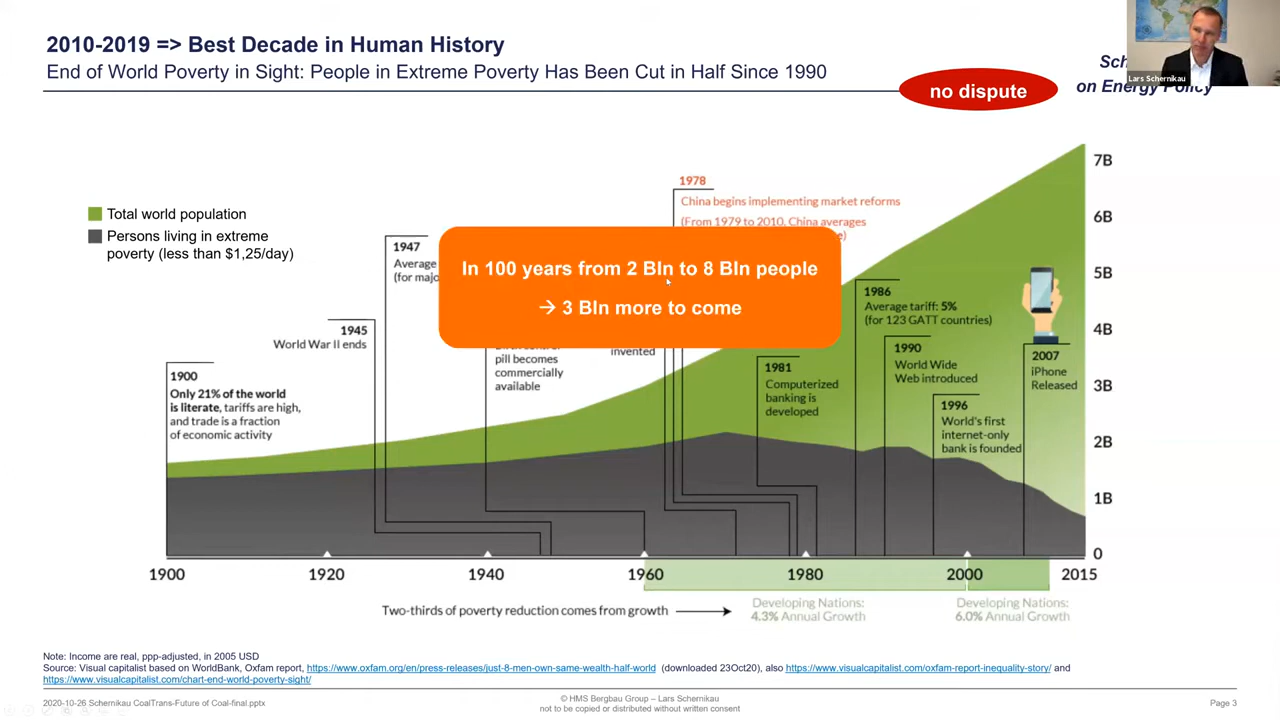 2010-2019 => Best Decade in Human History
End of World Poverty in Sight: People in Extreme Poverty Has Been Cut in Half Since 1990
no dispute
Sch
on Energy Policy
Lars Schernikau
Total world population
Persons living in extreme
poverty (less than $1,25/day)
1978
China begins implementing market reforms
(From 1979 to 2010, China averages
1947
Average
(for majo
In 100 years from 2 Bln to 8 Bln people
→ 3 Bln more to come
7B
6B
5B
4B
3B
2B
1B
0
1945
World War II ends
1900
Only 21% of the world
is literate, tariffs are high,
and trade is a fraction
of economic activity
pill becomes
commercially
available
invented
1981
Computerized
banking is
developed
1986
Average tariff: 5%
(for 123 GATT countries)
1990
World Wide
Web introduced
1996
World's first
internet-only
bank is founded
2007
iPhone
Released
1900 1920 1940 1960 1980 2000 2015
Two-thirds of poverty reduction comes from growth
Developing Nations:
4.3% Annual Growth
Developing Nations:
6.0% Annual Growth
Note: Income are real, ppp-adjusted, in 2005 USD
Source: Visual capitalist based on WorldBank, Oxfam report, https://www.oxfam.org/en/press-releases/just-8-men-own-same-wealth-half-world (downloaded 23Oct20), also https://www.visualcapitalist.com/oxfam-report-inequality-story/ and
https://www.visualcapitalist.com/chart-end-world-poverty-sight/
2020-10-26 Schernikau CoalTrans-Future of Coal-final.pptx
© HMS Bergbau Group – Lars Schernikau
not to be copied or distributed without written consent
Page 3